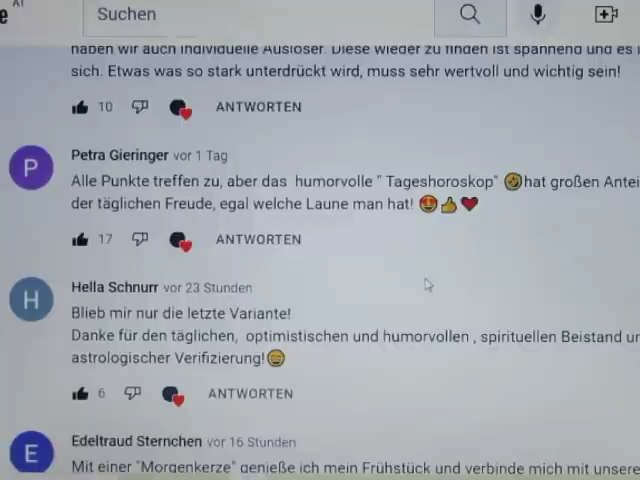 AT
e
Suchen
haben wir auch individuelle Auslöser. Diese wieder zu finden ist spannend und es
sich. Etwas was so stark unterdrückt wird, muss sehr wertvoll und wichtig sein!
10 ANTWORTEN
P
Petra Gieringer vor 1 Tag
Alle Punkte treffen zu, aber das humorvolle " Tageshoroskop" 🤣hat großen Antei
der täglichen Freude, egal welche Laune man hat! 🤩👍❤
17 ANTWORTEN
H
Hella Schnurr vor 23 Stunden
Blieb mir nur die letzte Variante!
Danke für den täglichen, optimistischen und humorvollen , spirituellen Beistand
astrologischer Verifizierung!😅
6 ANTWORTEN
E
Edeltraud Sternchen vor 16 Stunden
Mit einer "Morgenkerze" genieße ich mein Frühstück und verbinde mich mit unsere